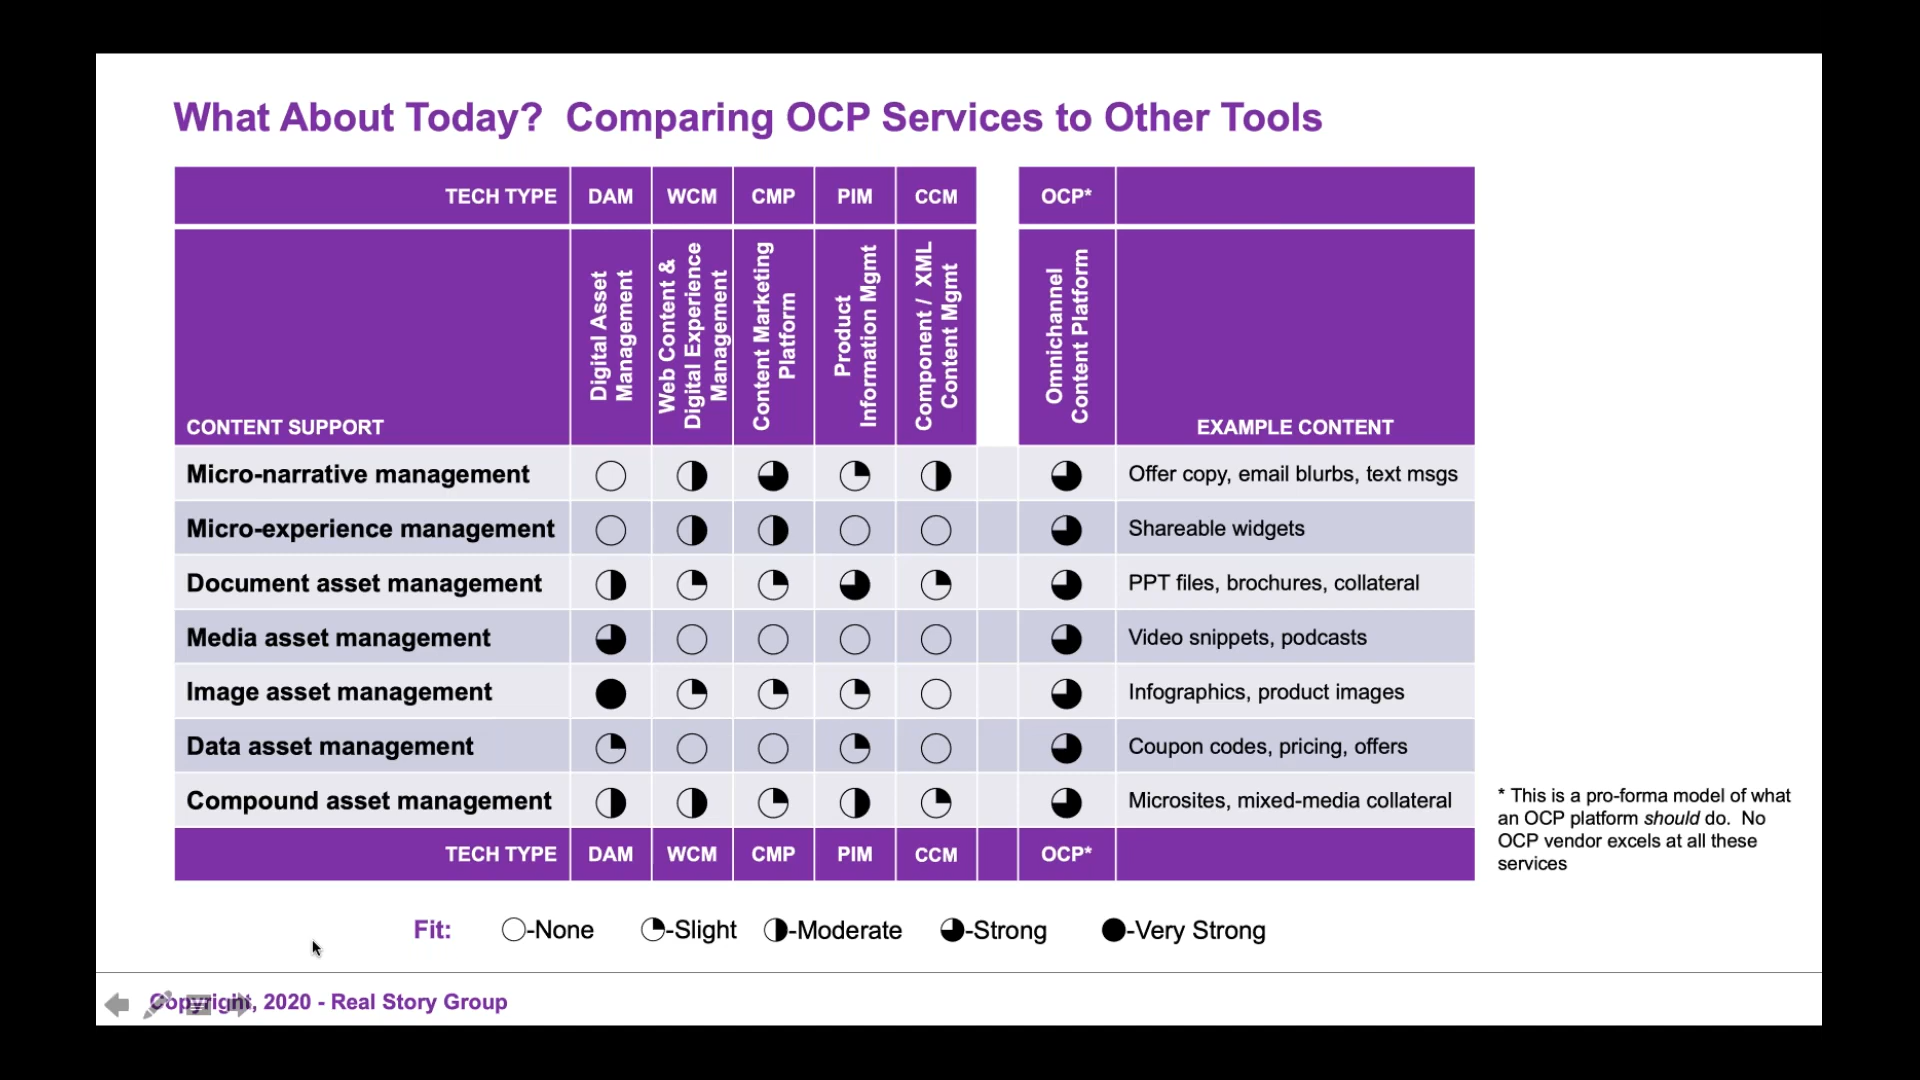 What About Today?  Comparing OCP Services to Other Tools
TECH TYPE DAM WCM CMP PIM CCM OCP*
CONTENT SUPPORT
Digital Asset
Management
Web Content &
Digital Experience
Management
Content Marketing
Platform
Product
Information Mgmt
Component / XML
Content Mgmt
Omnichannel
Content Platform
EXAMPLE CONTENT
Micro-narrative management Offer copy, email blurbs, text msgs
Micro-experience management Shareable widgets
Document asset management PPT files, brochures, collateral
Media asset management Video snippets, podcasts
Image asset management Infographics, product images
Data asset management Coupon codes, pricing, offers
Compound asset management Microsites, mixed-media collateral
TECH TYPE DAM WCM CMP PIM CCM OCP*
* This is a pro-forma model of what
an OCP platform should do.  No
OCP vendor excels at all these
services
Fit: -None -Slight -Moderate -Strong -Very Strong
Copyright, 2020 - Real Story Group